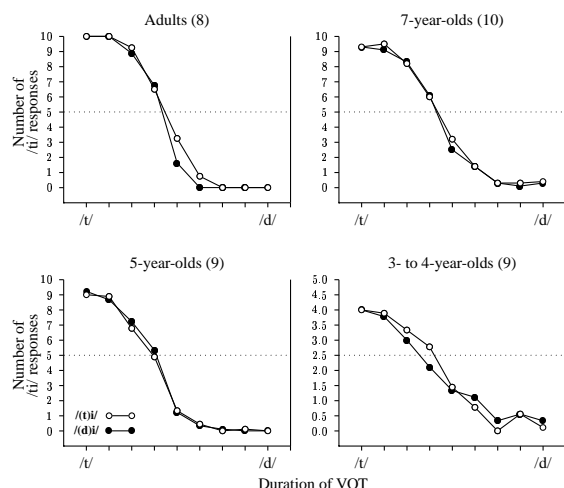 Adults (8)
10
9
8
7
6
5
4
3
2
1
0
Number of
/ti/ responses
/t/
/d/
7-year-olds (10)
10
9
8
7
6
5
4
3
2
1
0
/t/
/d/
5-year-olds (9)
10
9
8
7
6
5
4
3
2
1
0
Number of
/ti/ responses
/(t)i/
/(d)i/
/t/
/d/
3- to 4-year-olds (9)
5.0
4.5
4.0
3.5
3.0
2.5
2.0
1.5
1.0
0.5
0.0
/t/
/d/
Duration of VOT